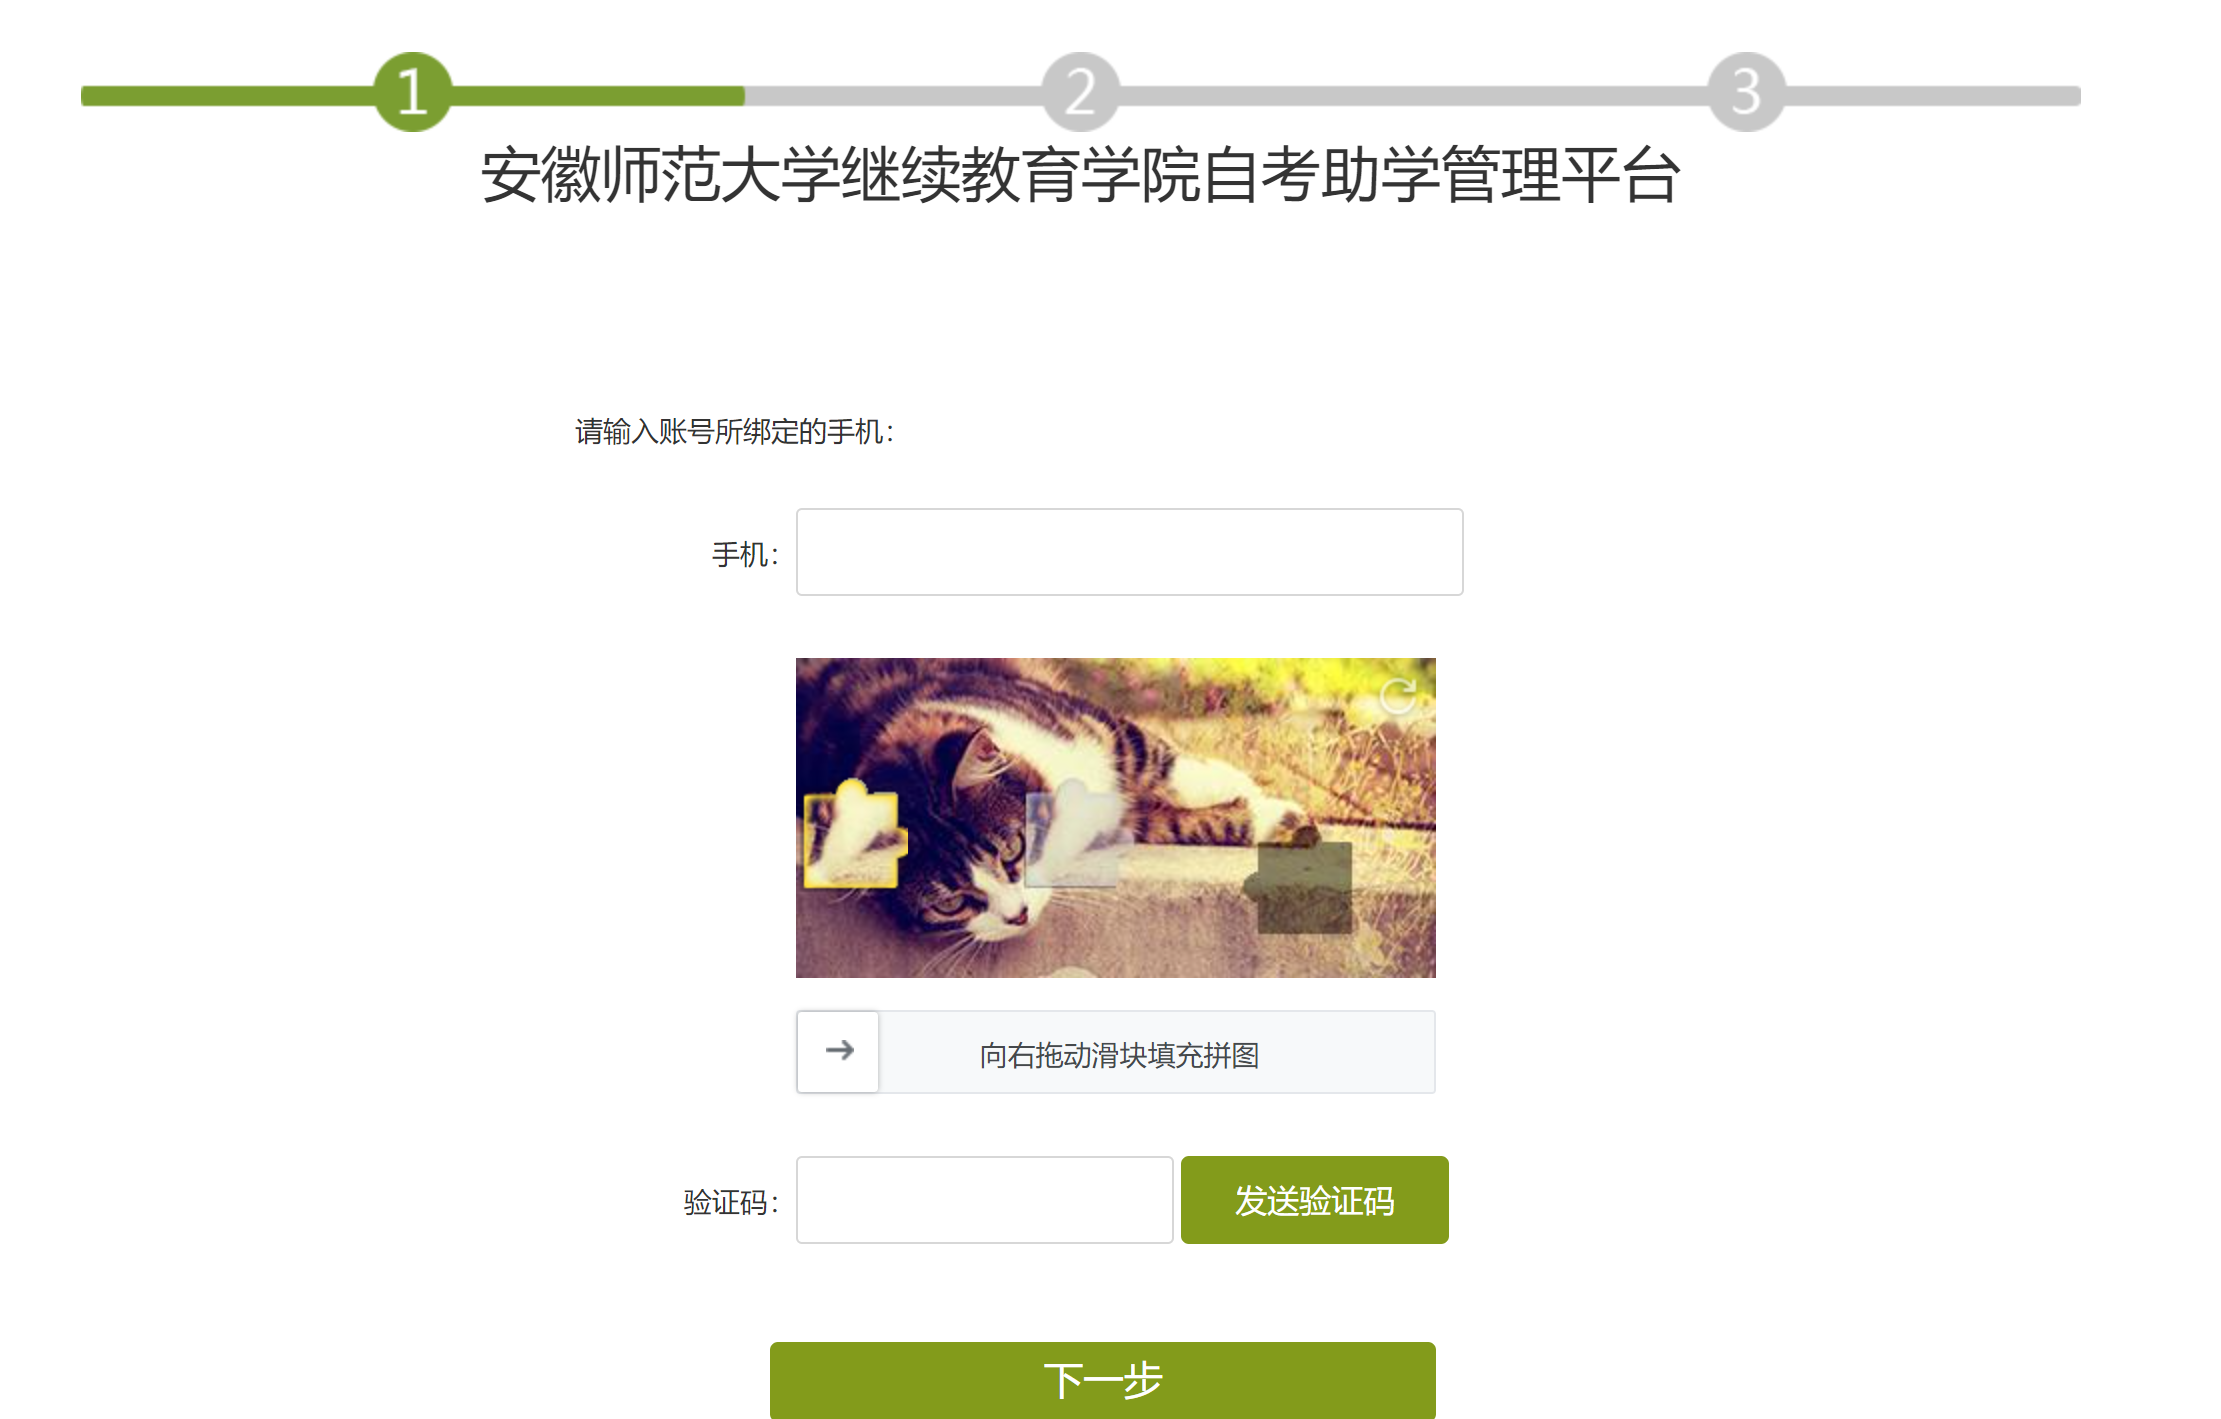 1
2
3
安徽师范大学继续教育学院自考助学管理平台
请输入账号所绑定的手机：
手机：
向右拖动滑块填充拼图
验证码：
发送验证码
下一步